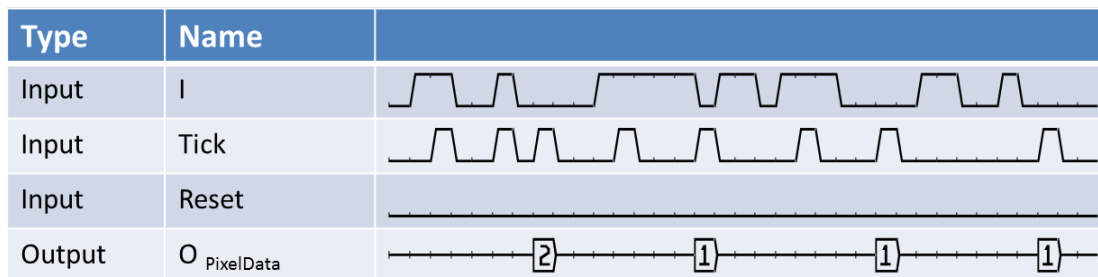 Type Name
Input I
Input Tick
Input Reset
Output O PixelData 2 1 1 1